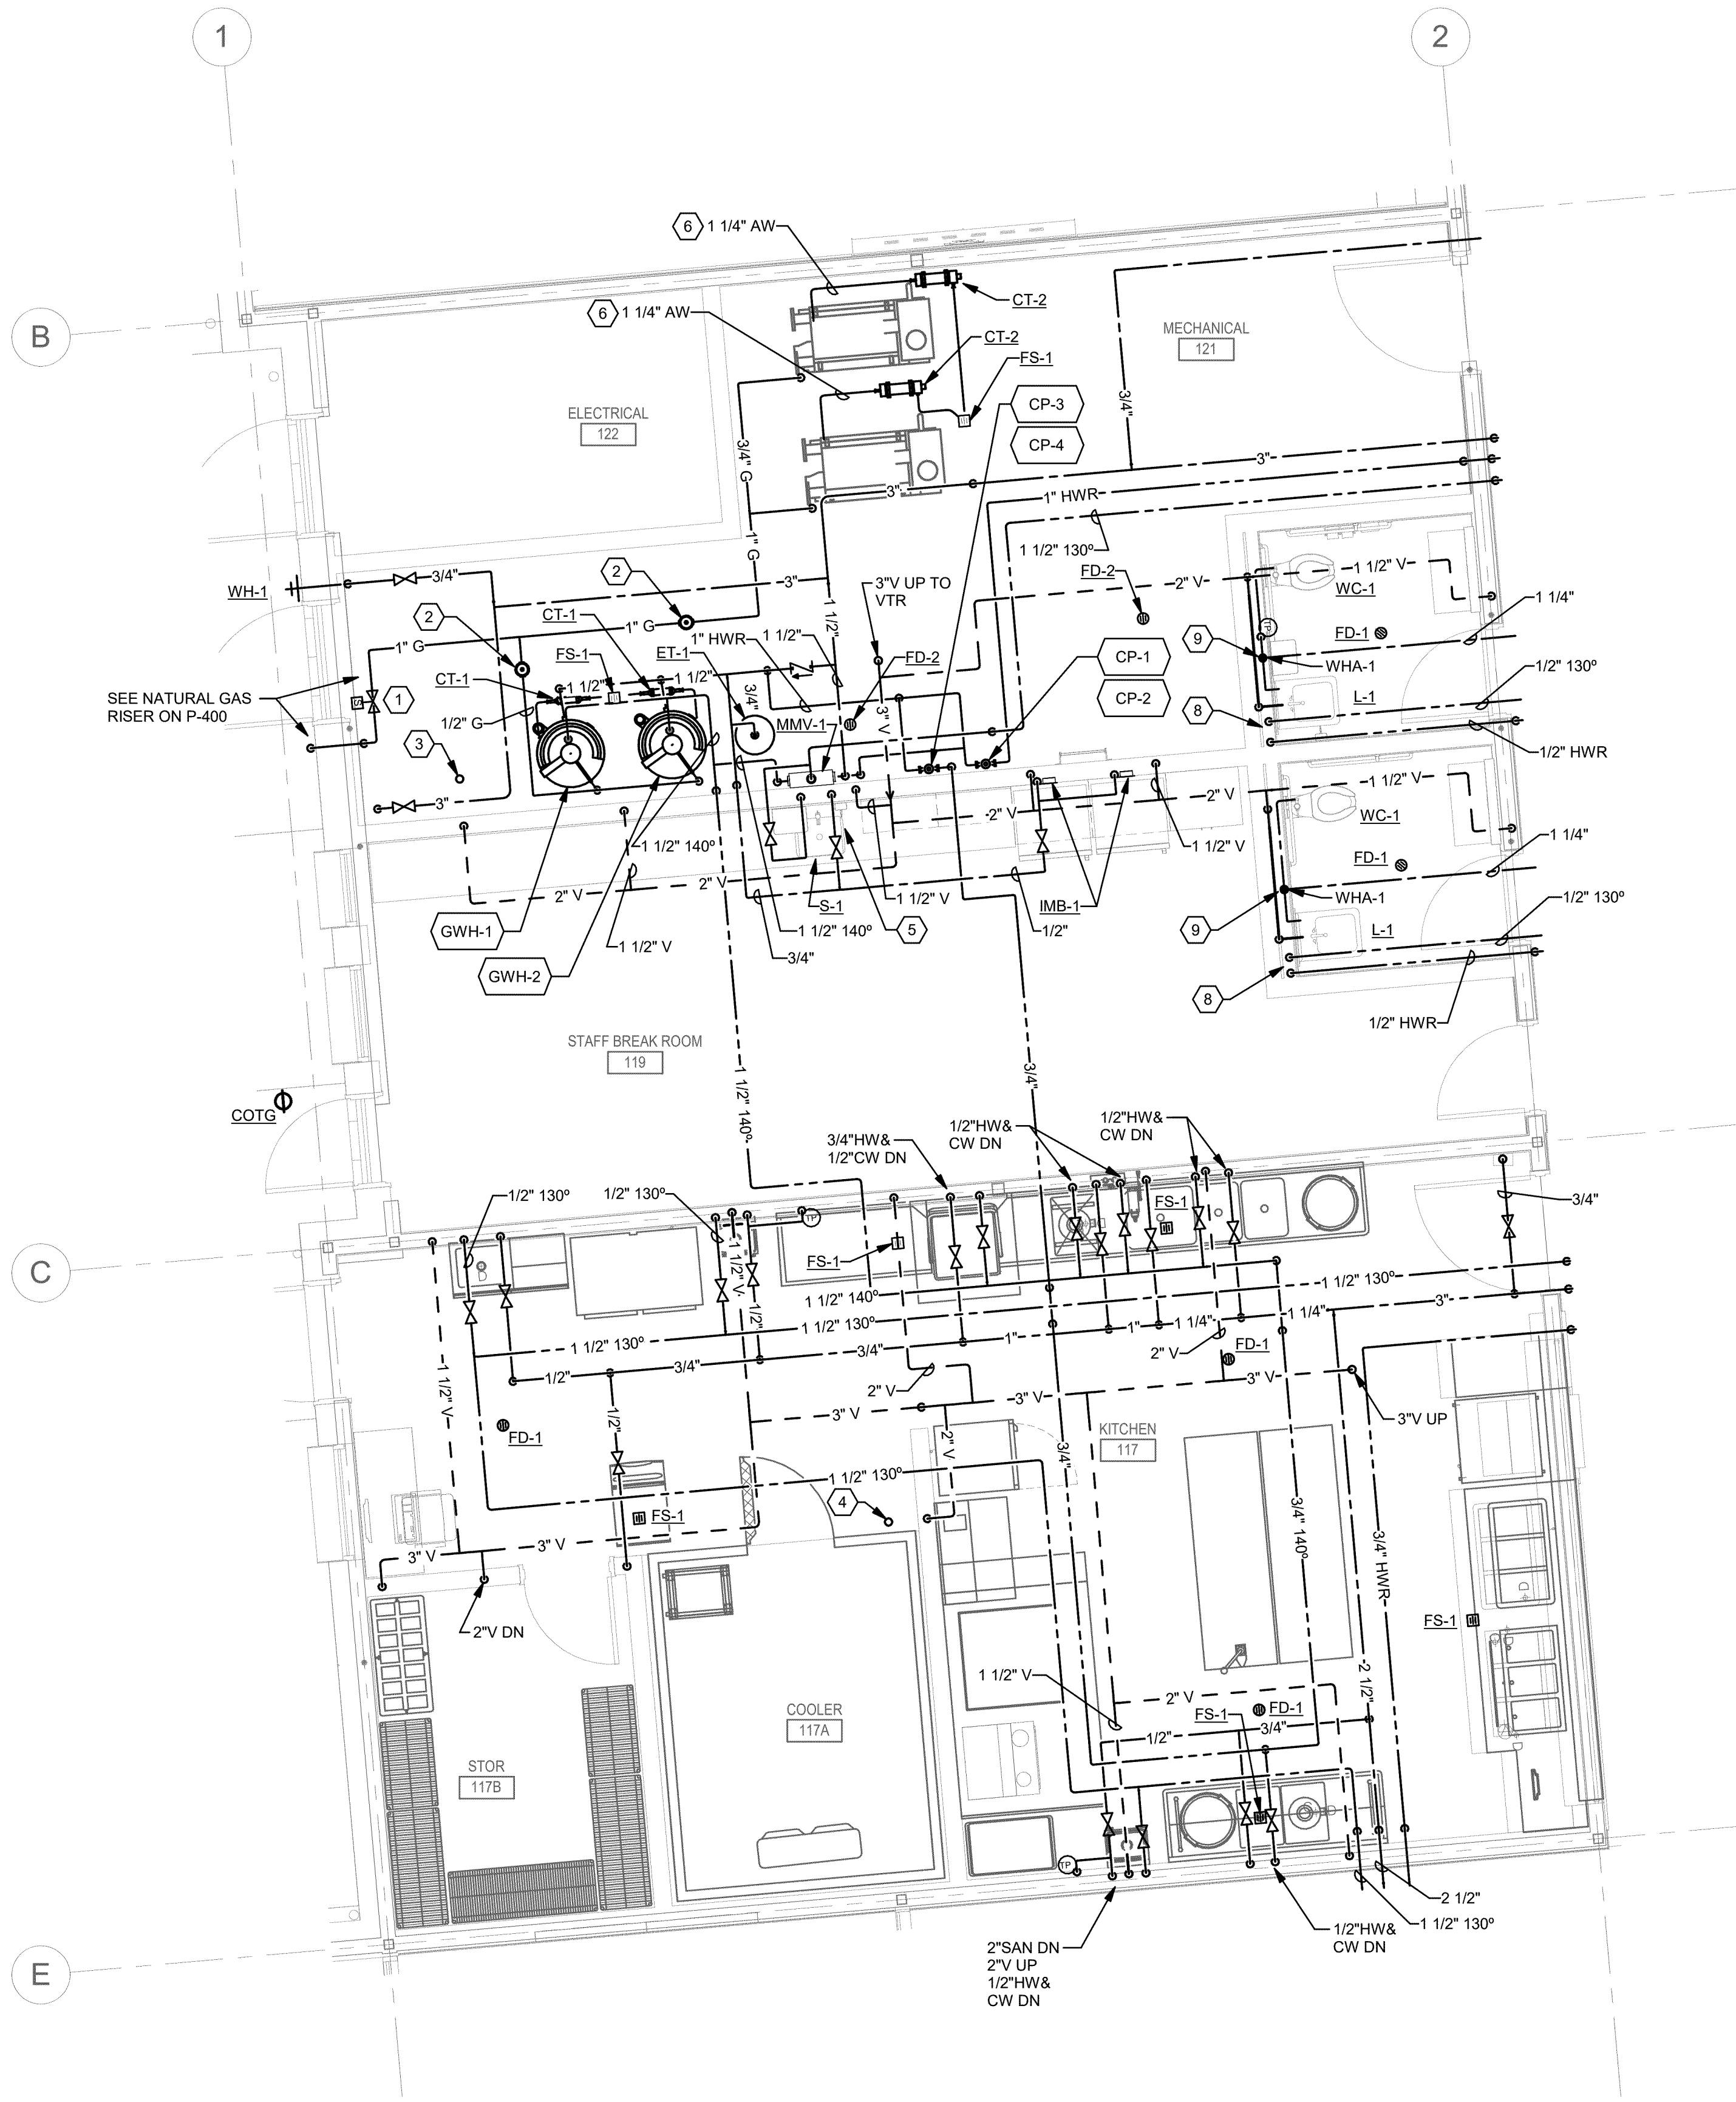 1
2
6
1 1/4" AW
CT-2
B
6
1 1/4" AW
MECHANICAL
121
CT-2
FS-1
CP-3
ELECTRICAL
122
3/4"
CP-4
3/4" G
3"
3"
1" HWR
1" G
1 1/2" 130º
2
FD-2
WH-1
3/4"
3"
3"V UP TO
VTR
2" V
1 1/2" V
WC-1
1 1/4"
2
CT-1
1" G
1 1/2"
TP
FD-1
1" G
FS-1
ET-1
1" HWR
1 1/2"
FD-2
CP-1
9
WHA-1
1/2" 130º
SEE NATURAL GAS
RISER ON P-400
S
1
CT-1
1 1/2"
1 1/2"
3/4"
CP-2
L-1
1/2" G
MMV-1
3" V
8
3
1/2" HWR
3"
2" V
1 1/2" V
2" V
WC-1
1 1/4"
1 1/2" 140º
1 1/2" V
FD-1
2" V
2" V
1 1/2" V
WHA-1
1/2" 130º
S-1
IMB-1
GWH-1
1 1/2" 140º
5
1/2"
9
L-1
1 1/2" V
3/4"
GWH-2
8
1/2" HWR
STAFF BREAK ROOM
119
3/4"
1 1/2" 140º
COTG
1/2"HW&
CW DN
1/2"HW&
CW DN
3/4"HW&
1/2"CW DN
1/2" 130º
1/2" 130º
3/4"
TP
FS-1
1 1/2" V
FS-1
C
1 1/2" 130º
1 1/2" 140º
3"
1/2"
1 1/2" 130º
1"
1"
1 1/4"
1 1/4"
1 1/2" 130º
3/4"
2" V
FD-1
3/4"
1/2"
2" V
3" V
1 1/2" V
3" V
3" V
3"V UP
1/2"
FD-1
KITCHEN
117
2" V
3/4"
1 1/2" 130º
4
FS-1
3/4" 140º
3/4" HWR
3" V
3" V
2"V DN
FS-1
1 1/2" V
2 1/2"
2" V
COOLER
117A
FS-1
FD-1
1/2"
3/4"
STOR
117B
TP
2 1/2"
1 1/2" 130º
1/2"HW&
CW DN
2"SAN DN
2"V UP
1/2"HW&
CW DN
E